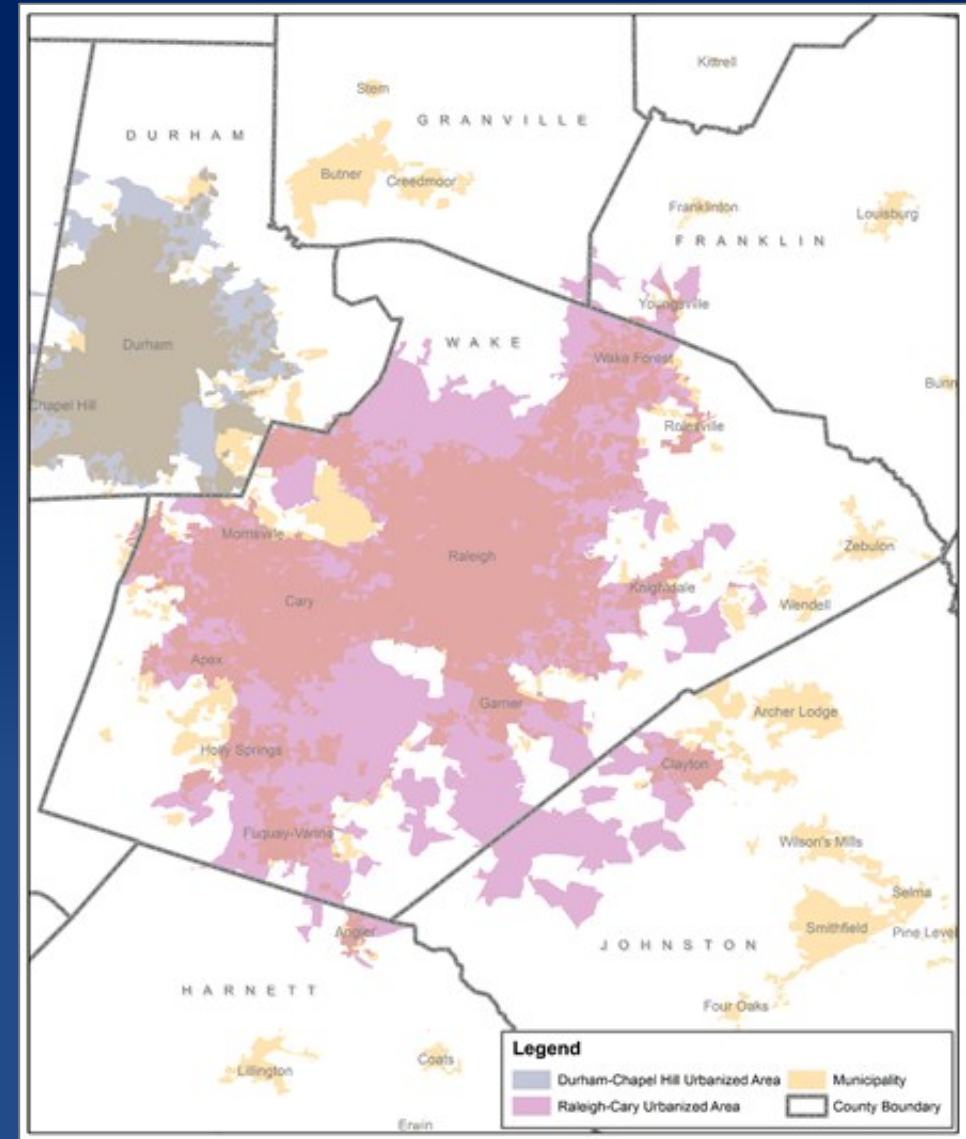 Kittrell
Stem
GRANVILLE
DURHAM
Butner
Creedmoor
Franklinton
Louisburg
FRANKLIN
Youngsville
Durham
WAKE
Wake Forest
Bunn
Chapel Hill
Rolesville
Morrisville
Raleigh
Zebulon
Cary
Knightdale
Wendell
Apex
Garner
Archer Lodge
Holly Springs
Clayton
Fuquay-Varina
Wilson's Mills
Selma
Smithfield
Pine Level
Angier
JOHNSTON
HARNETT
Four Oaks
Lillington
Coats
Erwin
Legend
Durham-Chapel Hill Urbanized Area
Municipality
Raleigh-Cary Urbanized Area
County Boundary